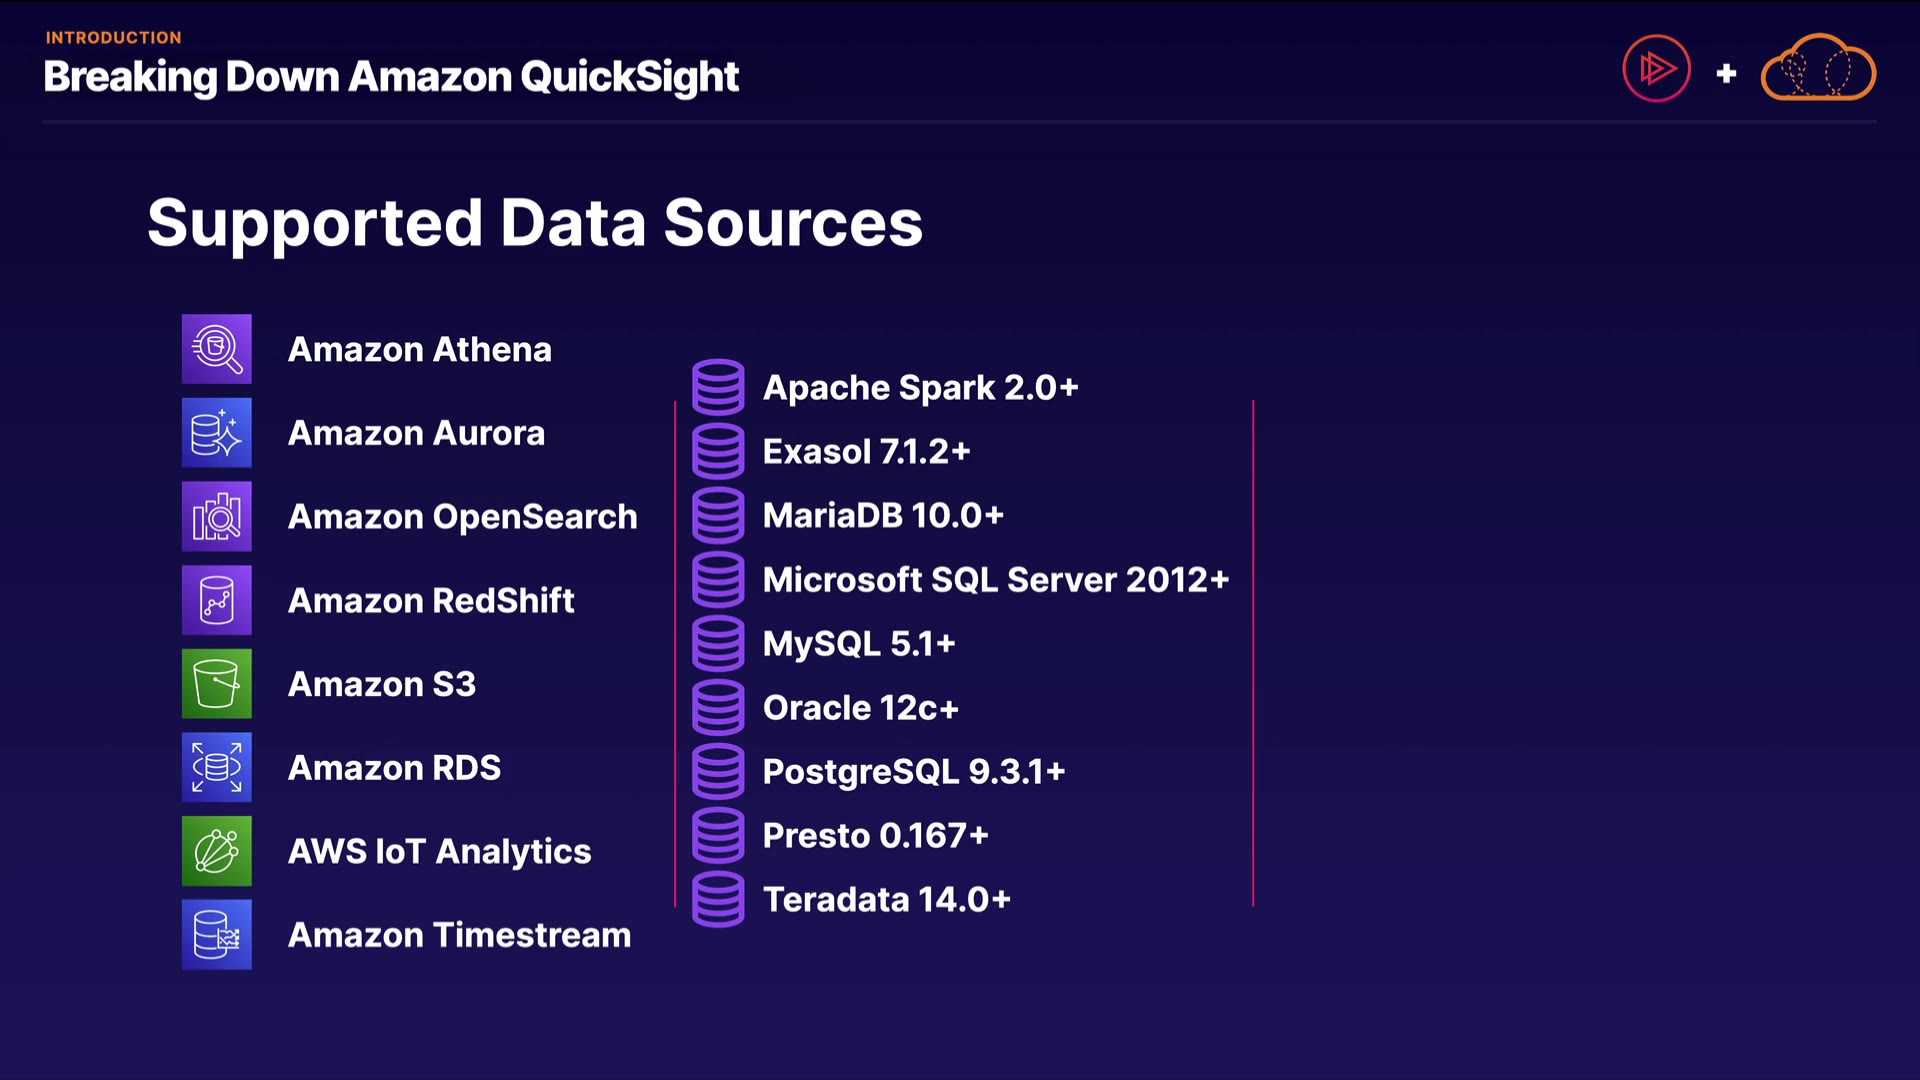 INTRODUCTION
Breaking Down Amazon QuickSight
+
Supported Data Sources
Amazon Athena
Amazon Aurora
Amazon OpenSearch
Amazon RedShift
Amazon S3
Amazon RDS
AWS IoT Analytics
Amazon Timestream
Apache Spark 2.0+
Exasol 7.1.2+
MariaDB 10.0+
Microsoft SQL Server 2012+
MySQL 5.1+
Oracle 12c+
PostgreSQL 9.3.1+
Presto 0.167+
Teradata 14.0+